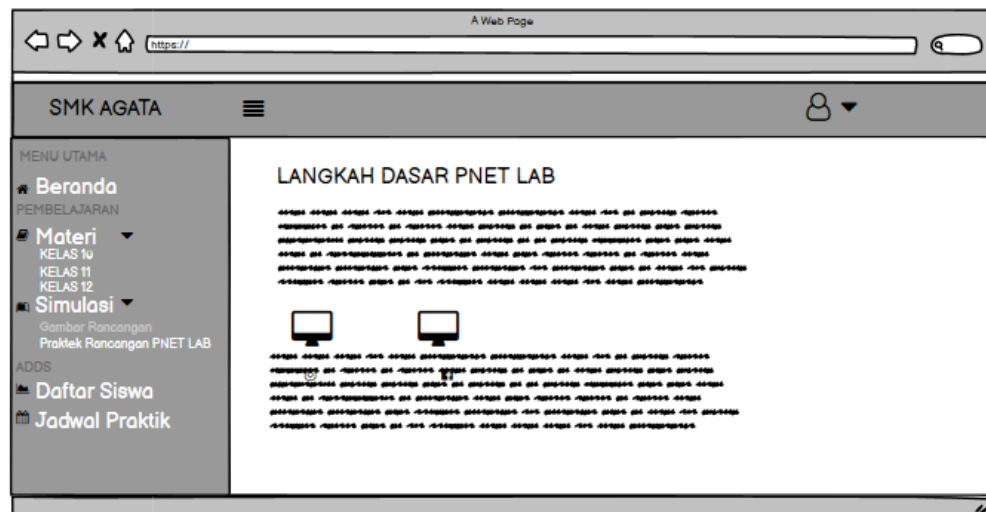 A Web Page
https://
SMK AGATA
MENU UTAMA
Beranda
PEMBELAJARAN
Materi
KELAS 10
KELAS 11
KELAS 12
Simulasi
Gambar Rancangan
Praktek Rancangan PNET LAB
ADDS
Daftar Siswa
Jadwal Praktik
LANGKAH DASAR PNET LAB